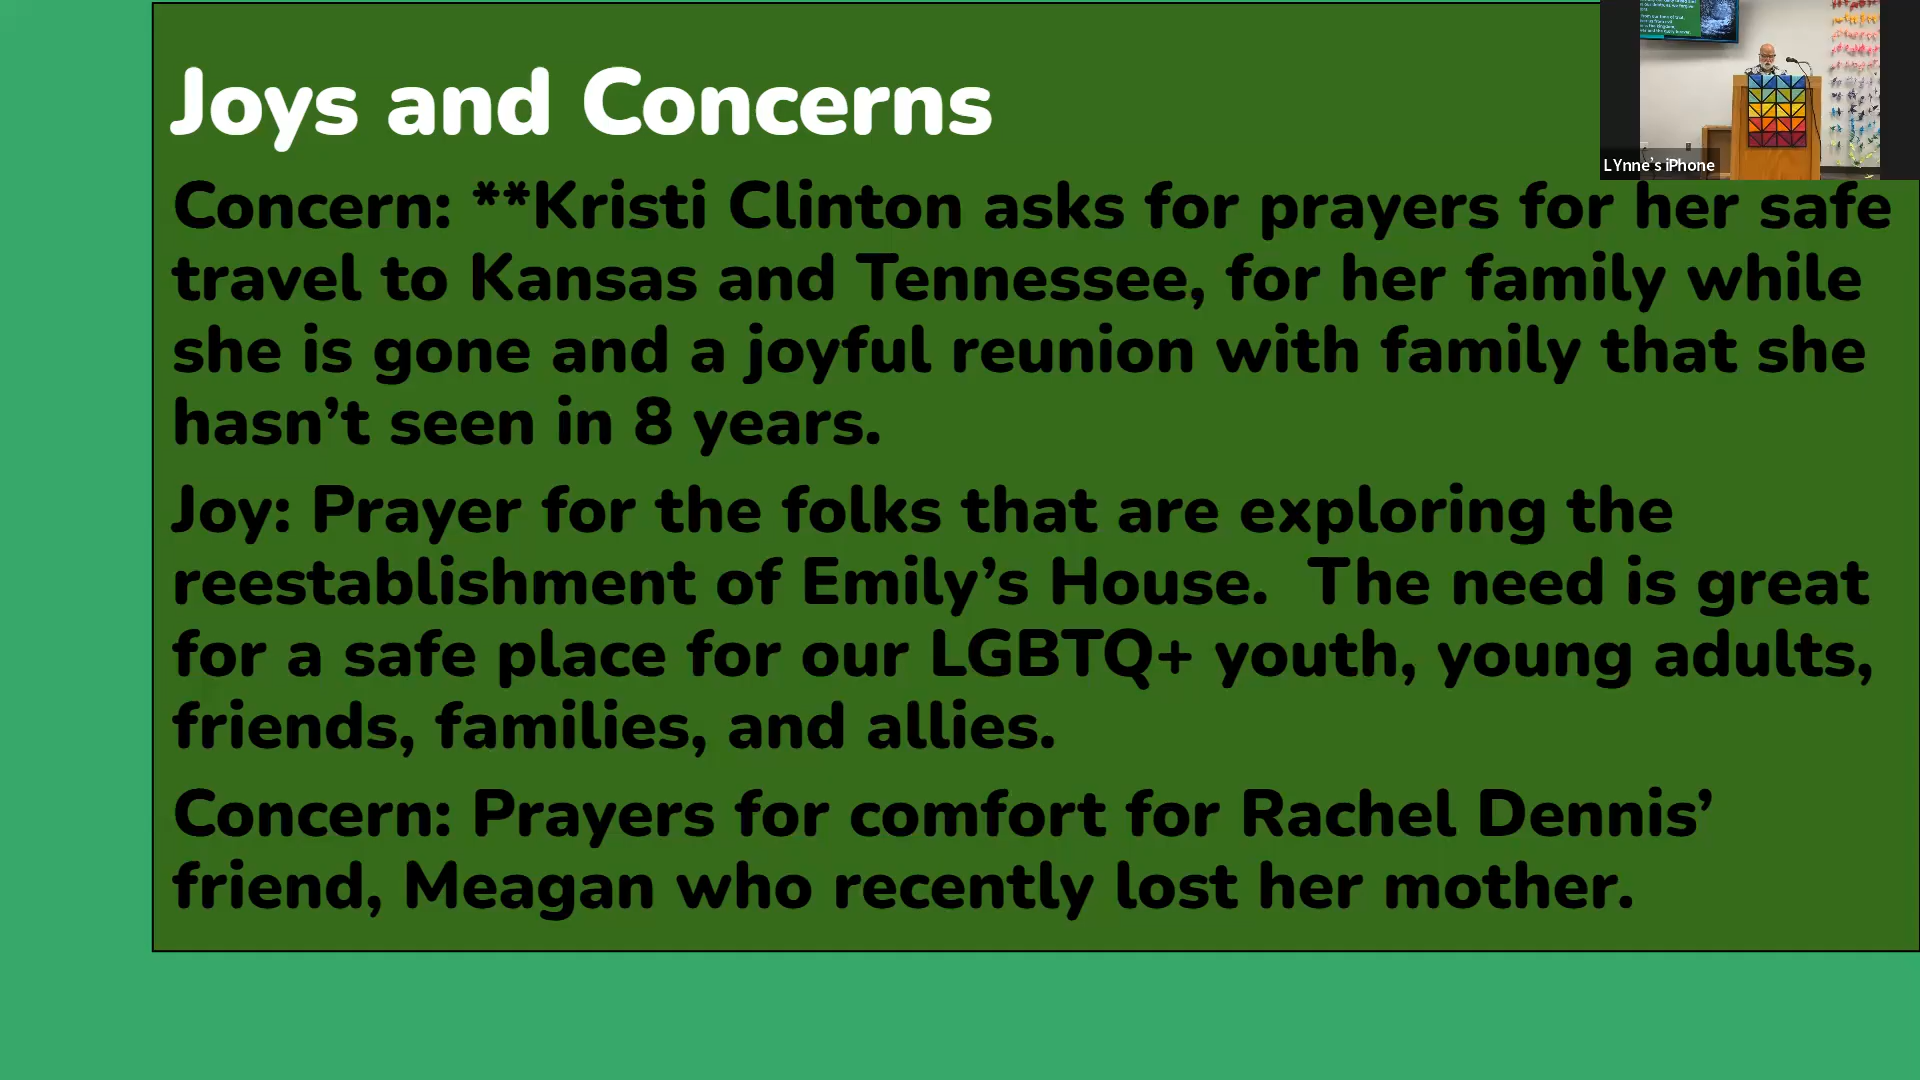 Joys and Concerns
LYnne's iPhone
Concern: **Kristi Clinton asks for prayers for her safe
travel to Kansas and Tennessee, for her family while
she is gone and a joyful reunion with family that she
hasn’t seen in 8 years.
Joy: Prayer for the folks that are exploring the
reestablishment of Emily’s House.  The need is great
for a safe place for our LGBTQ+ youth, young adults,
friends, families, and allies.
Concern: Prayers for comfort for Rachel Dennis’
friend, Meagan who recently lost her mother.